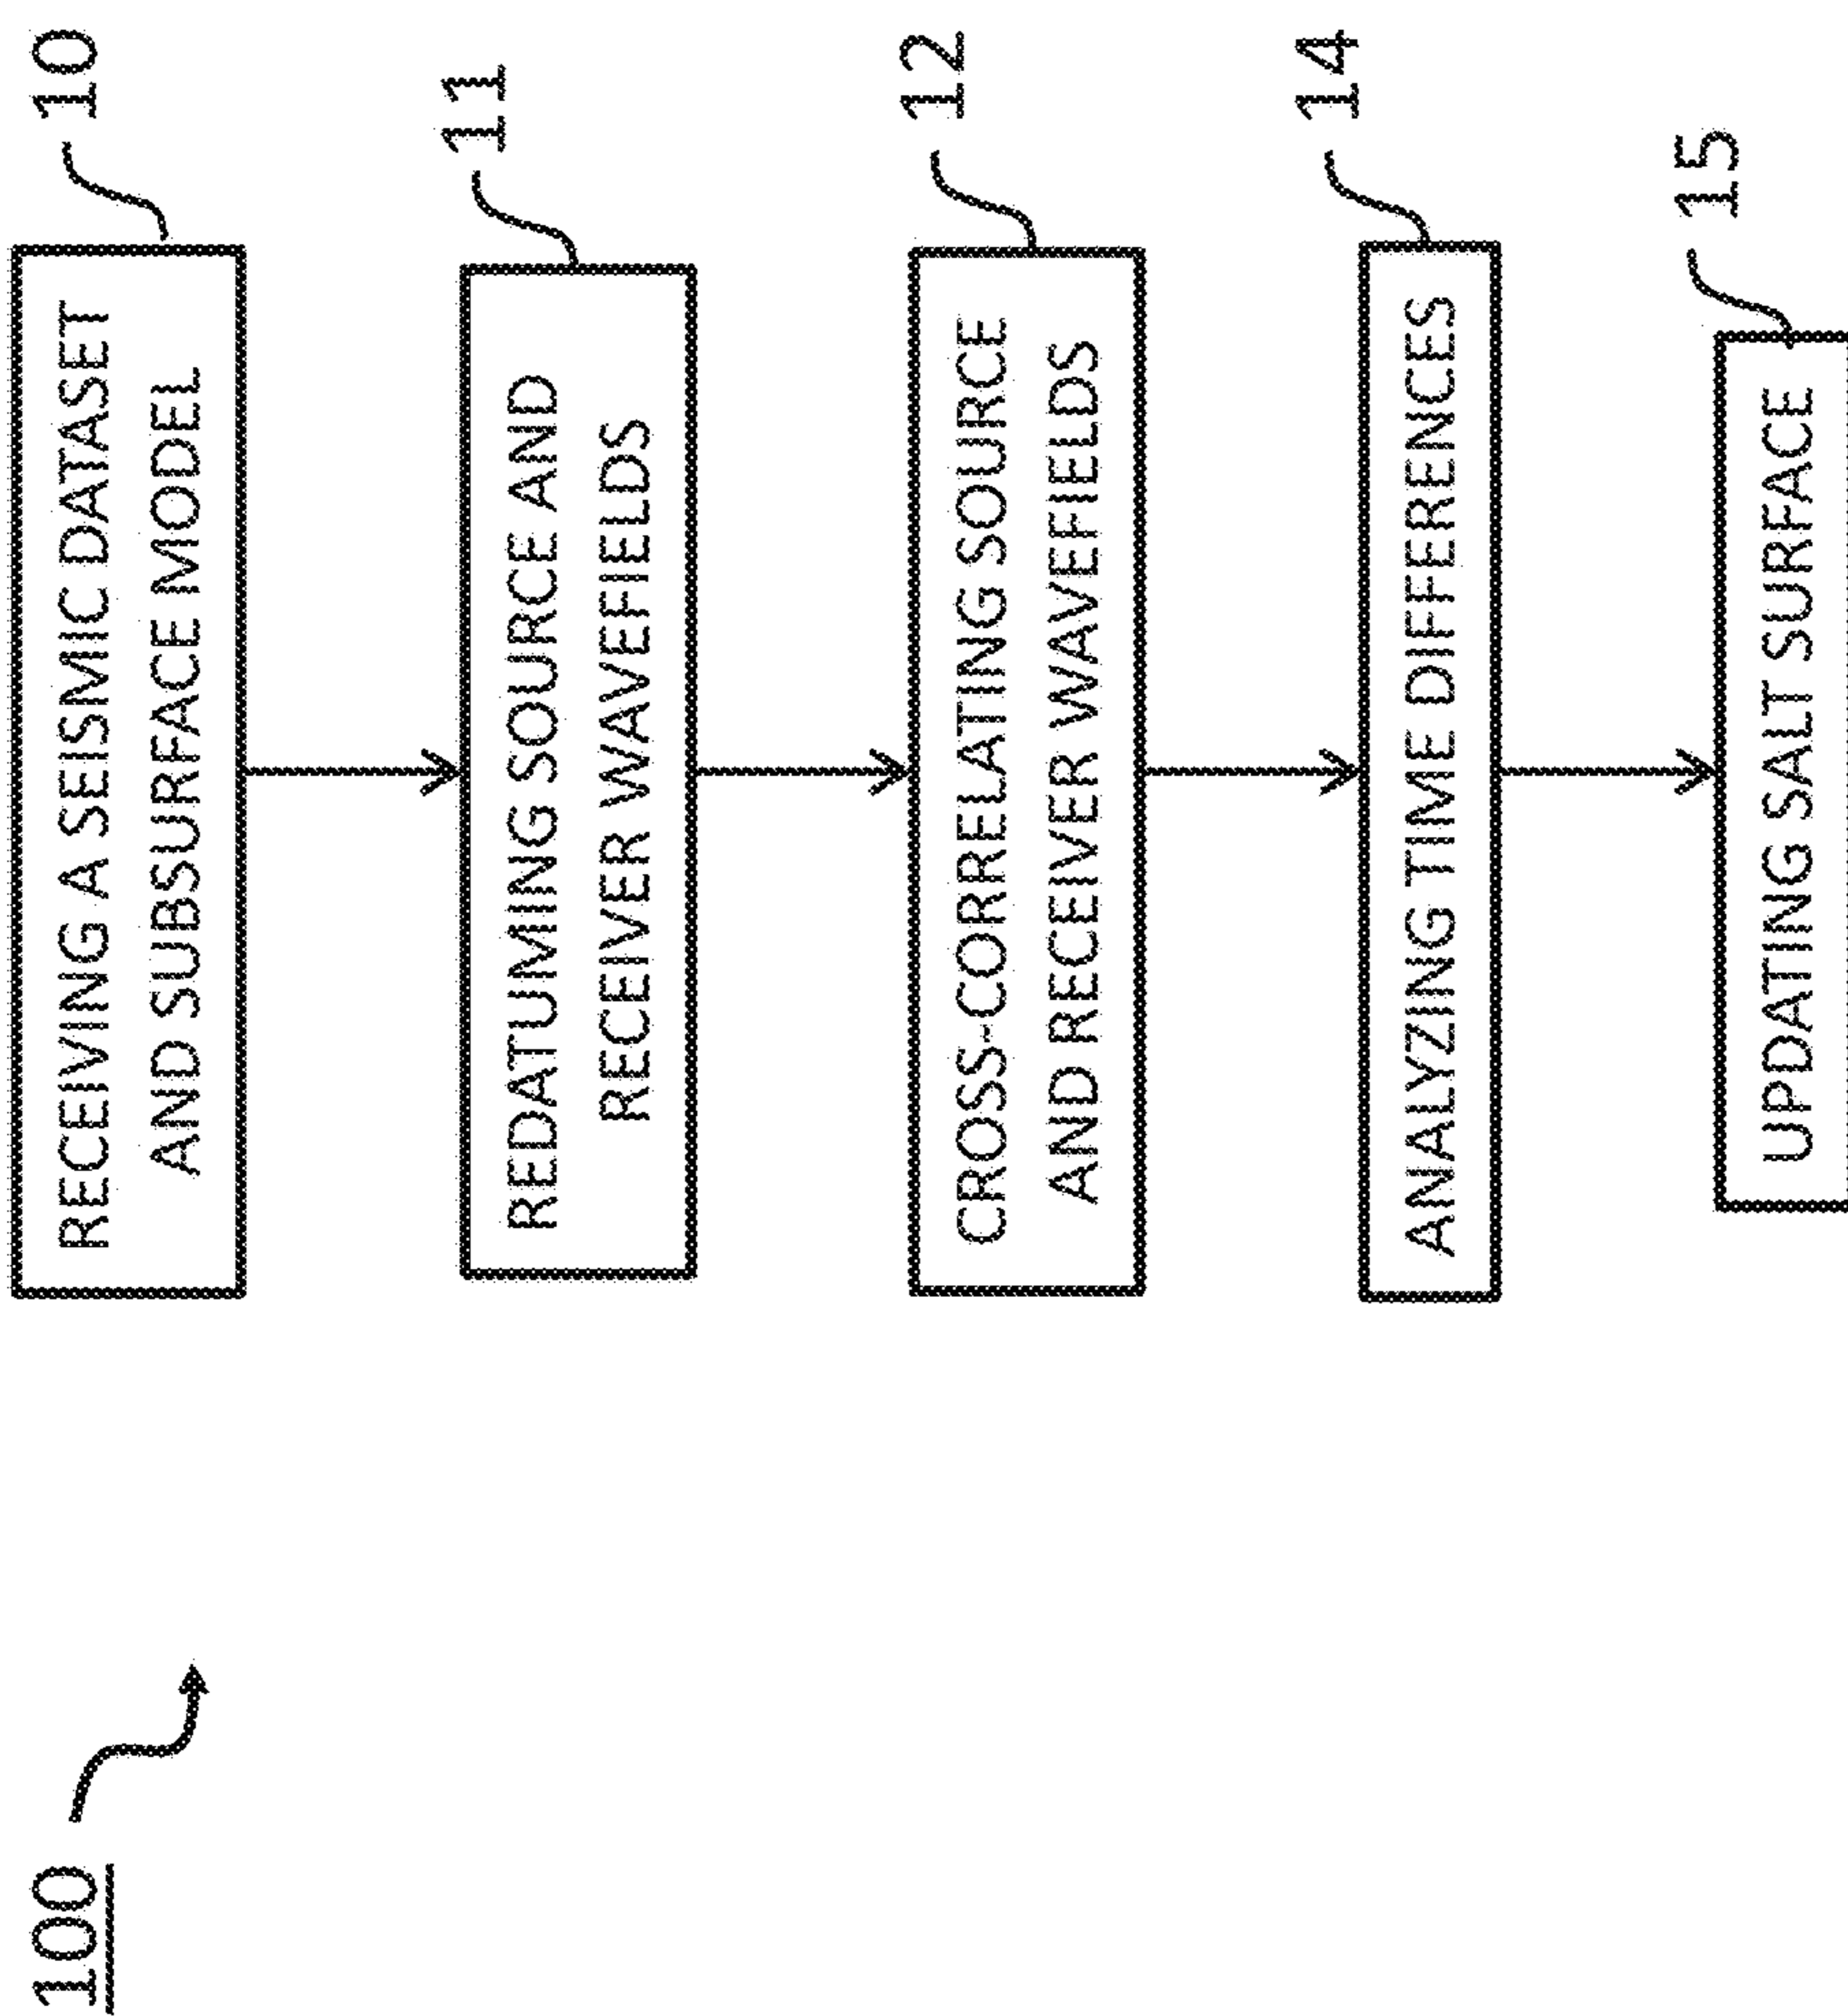 100
10
RECEIVING A SEISMIC DATASET
AND SUBSURFACE MODEL
11
REDATUMING SOURCE AND
RECEIVER WAVEFIELDS
12
CROSS-CORRELATING SOURCE
AND RECEIVER WAVEFIELDS
14
ANALYZING TIME DIFFERENCES
15
UPDATING SALT SURFACE